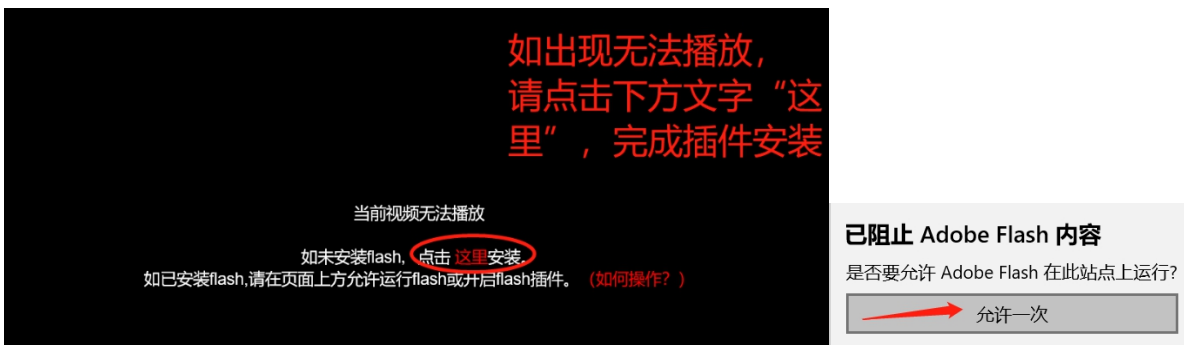 如出现无法播放，
请点击下方文字“这
里”，完成插件安装
当前视频无法播放
如未安装flash, 点击 这里安装。
如已安装flash,请在页面上方允许运行flash或开启flash插件。（如何操作？）
已阻止 Adobe Flash 内容
是否要允许 Adobe Flash 在此站点上运行?
允许一次